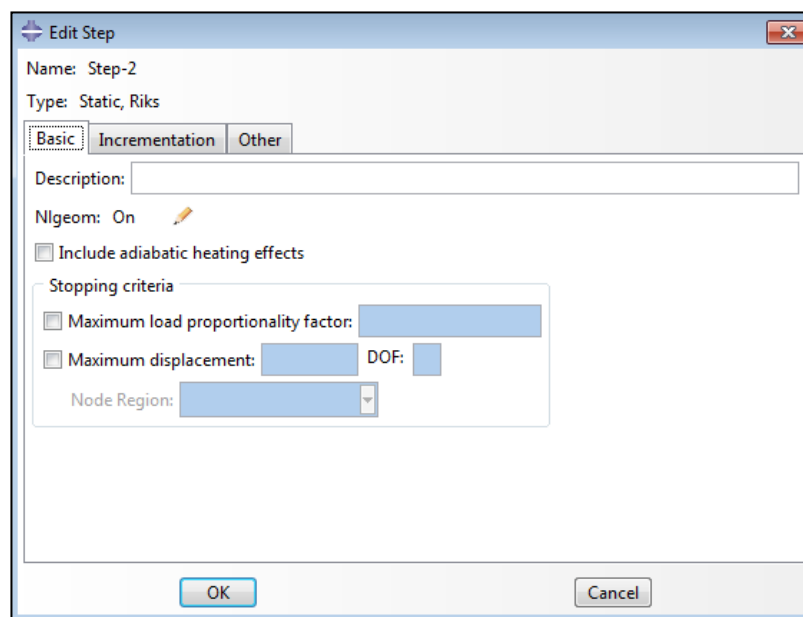 Edit Step
Name: Step-2
Type: Static, Riks
Basic Incrementation Other
Description:
Nlgeom: On
Include adiabatic heating effects
Stopping criteria
Maximum load proportionality factor:
Maximum displacement: DOF:
Node Region:
OK Cancel